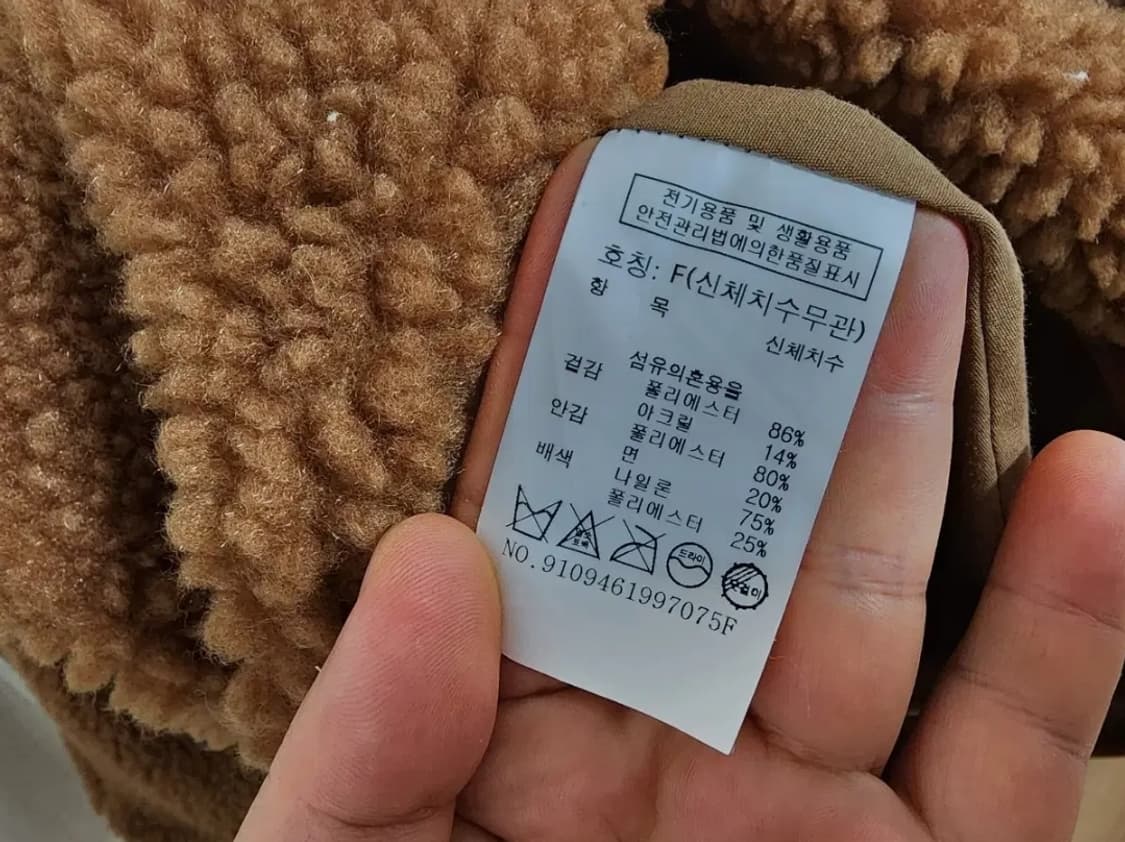 전기용품 및 생활용품
안전관리법에의한품질표시
호칭: F(신체치수무관)
항 목 신체치수
섬유의혼용율
겉감 폴리에스터 86%
아크릴 14%
안감 폴리에스터 80%
면 20%
배색 나일론 75%
폴리에스터 25%
드라이
NO.9109461997075F